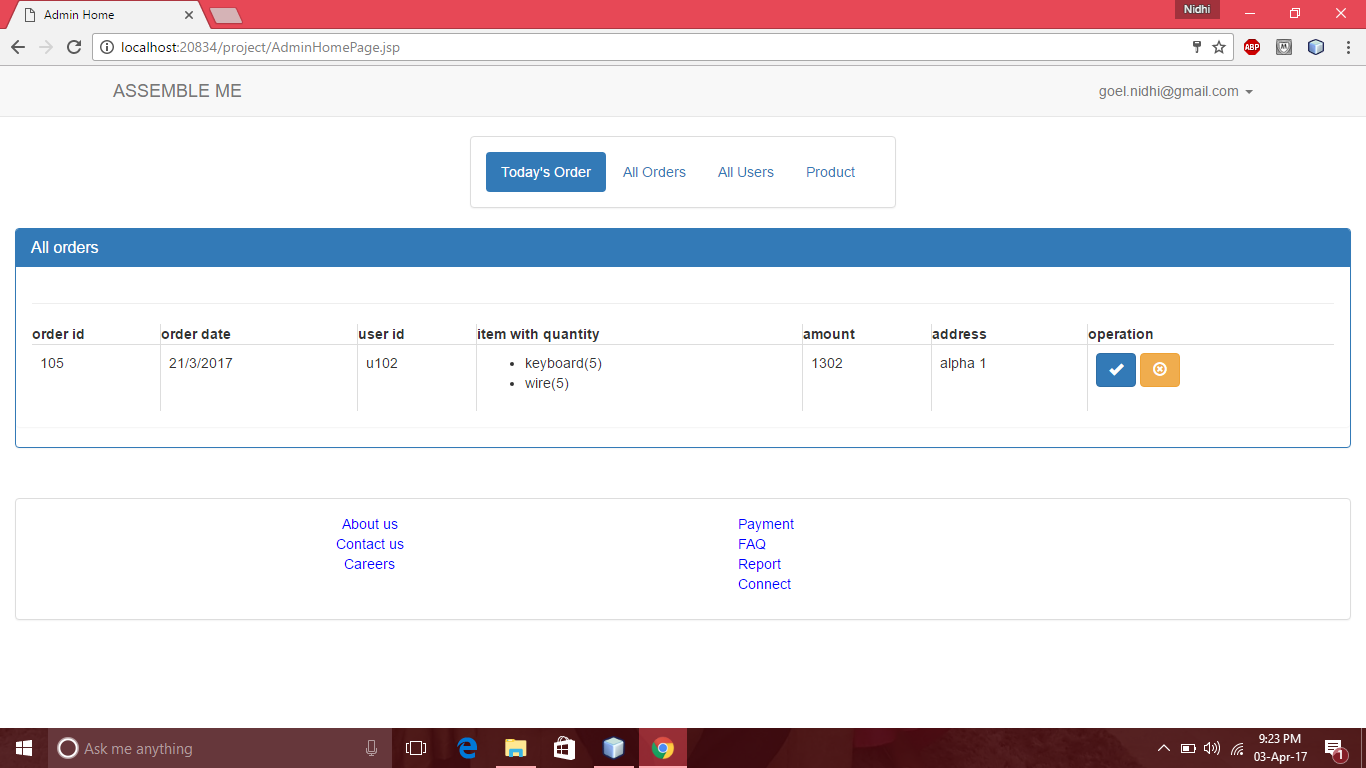 Admin Home
Nidhi
localhost:20834/project/AdminHomePage.jsp
ABP
ASSEMBLE ME
goel.nidhi@gmail.com
Today's Order All Orders All Users Product
All orders
order id order date user id item with quantity amount address operation
105 21/3/2017 u102 keyboard(5) 1302 alpha 1
wire(5)
About us Payment
Contact us FAQ
Careers Report
Connect
Ask me anything
9:23 PM
03-Apr-17
1